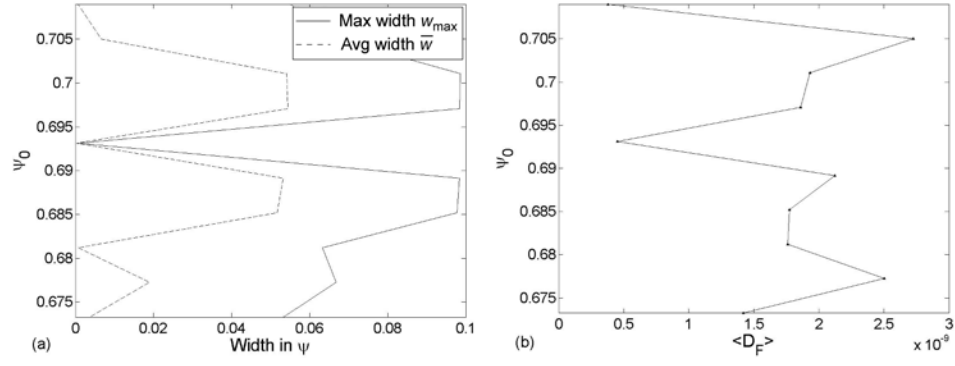 Max width w_max
Avg width w̅
0.705
0.7
0.695
0.69
0.685
0.68
0.675
Ψ₀
0 0.02 0.04 0.06 0.08 0.1
(a) Width in ψ
0.705
0.7
0.695
0.69
0.685
0.68
0.675
Ψ₀
0 0.5 1 1.5 2 2.5 3
(b) <D_F> x 10⁻⁹